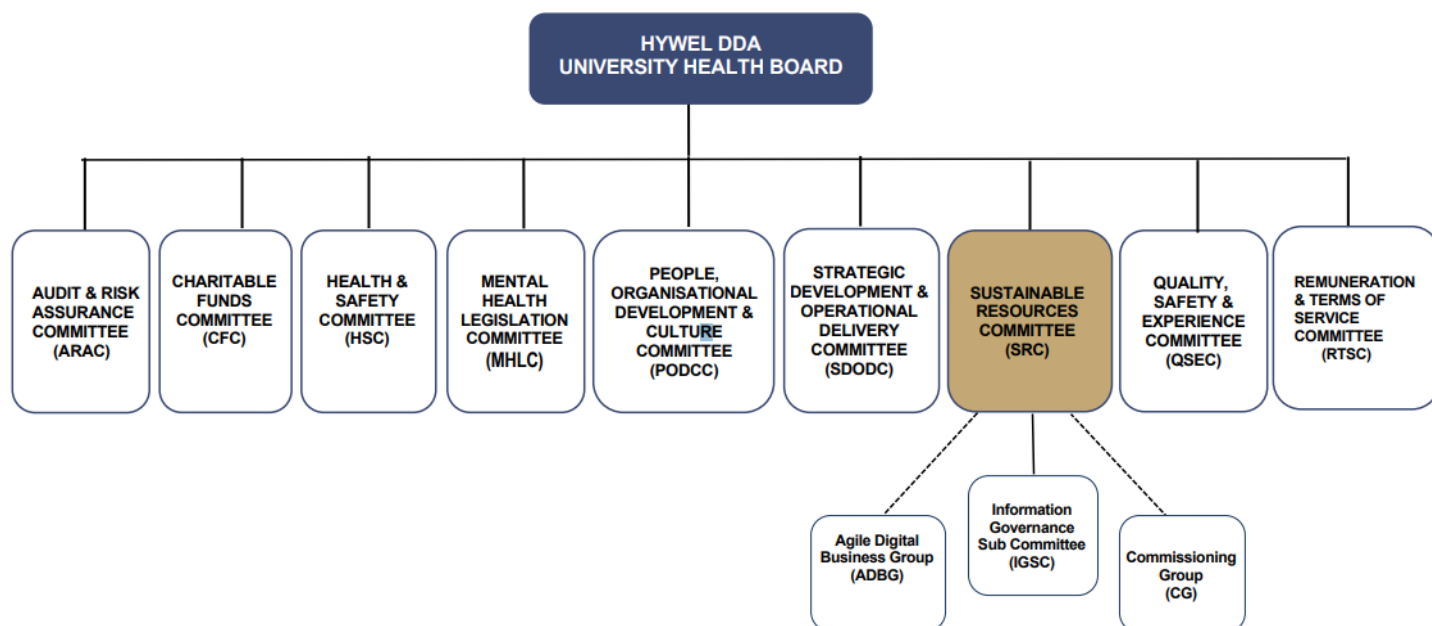 HYWEL DDA
UNIVERSITY HEALTH BOARD
AUDIT & RISK
ASSURANCE
COMMITTEE
(ARAC)
CHARITABLE
FUNDS
COMMITTEE
(CFC)
HEALTH &
SAFETY
COMMITTEE
(HSC)
MENTAL
HEALTH
LEGISLATION
COMMITTEE
(MHLC)
PEOPLE,
ORGANISATIONAL
DEVELOPMENT &
CULTURE
COMMITTEE
(PODCC)
STRATEGIC
DEVELOPMENT &
OPERATIONAL
DELIVERY
COMMITTEE
(SDODC)
SUSTAINABLE
RESOURCES
COMMITTEE
(SRC)
QUALITY,
SAFETY &
EXPERIENCE
COMMITTEE
(QSEC)
REMUNERATION
& TERMS OF
SERVICE
COMMITTEE
(RTSC)
Agile Digital
Business Group
(ADBG)
Information
Governance
Sub Committee
(IGSC)
Commissioning
Group
(CG)